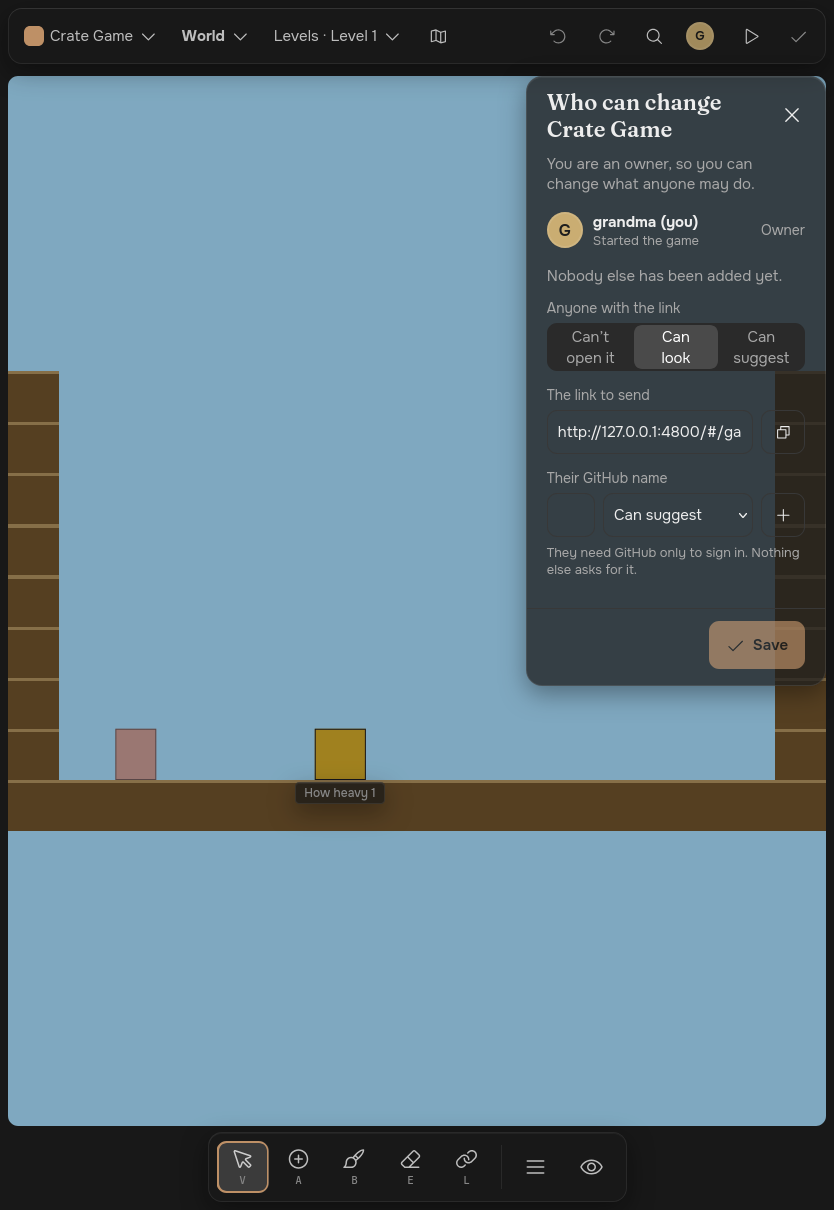 Crate Game
World
Levels · Level 1
G
Who can change
Crate Game
You are an owner, so you can
change what anyone may do.
G
grandma (you)
Started the game
Owner
Nobody else has been added yet.
Anyone with the link
Can't
open it
Can
look
Can
suggest
The link to send
http://127.0.0.1:4800/#/ga
Their GitHub name
Can suggest
They need GitHub only to sign in. Nothing
else asks for it.
Save
How heavy 1
V
A
B
E
L